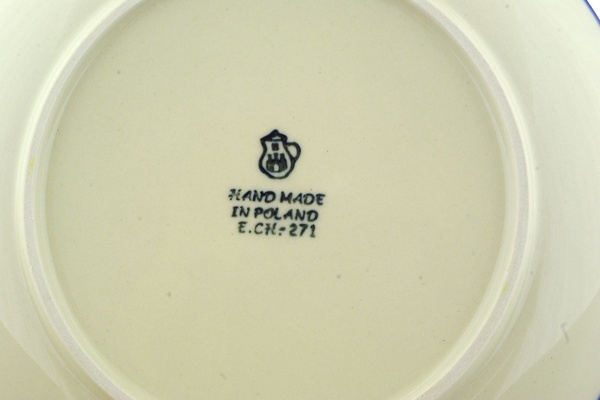 HAND MADE
IN POLAND
E.CH.-271